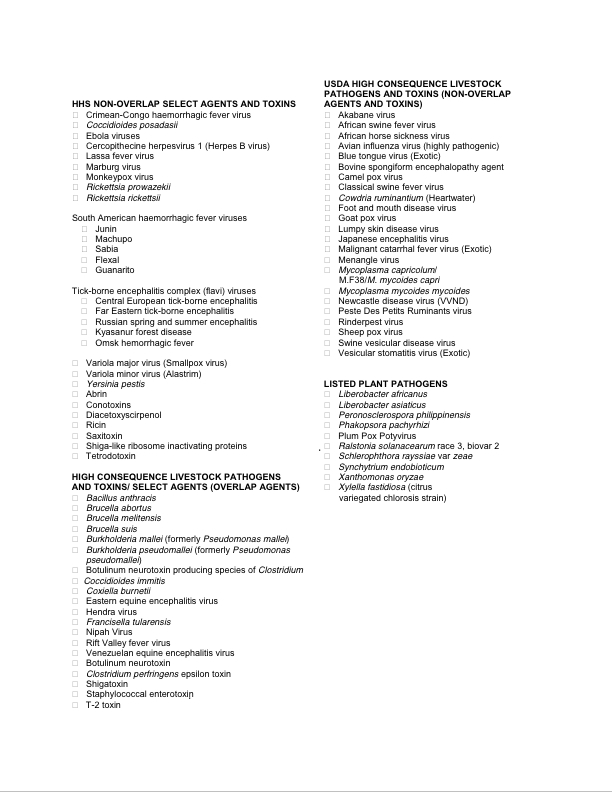 HHS NON-OVERLAP SELECT AGENTS AND TOXINS
Crimean-Congo haemorrhagic fever virus
Coccidioides posadasii
Ebola viruses
Cercopithecine herpesvirus 1 (Herpes B virus)
Lassa fever virus
Marburg virus
Monkeypox virus
Rickettsia prowazekii
Rickettsia rickettsii
South American haemorrhagic fever viruses
Junin
Machupo
Sabia
Flexal
Guanarito
Tick-borne encephalitis complex (flavi) viruses
Central European tick-borne encephalitis
Far Eastern tick-borne encephalitis
Russian spring and summer encephalitis
Kyasanur forest disease
Omsk hemorrhagic fever
Variola major virus (Smallpox virus)
Variola minor virus (Alastrim)
Yersinia pestis
Abrin
Conotoxins
Diacetoxyscirpenol
Ricin
Saxitoxin
Shiga-like ribosome inactivating proteins
Tetrodotoxin
HIGH CONSEQUENCE LIVESTOCK PATHOGENS
AND TOXINS/ SELECT AGENTS (OVERLAP AGENTS)
Bacillus anthracis
Brucella abortus
Brucella melitensis
Brucella suis
Burkholderia mallei (formerly Pseudomonas mallei)
Burkholderia pseudomallei (formerly Pseudomonas
pseudomallei)
Botulinum neurotoxin producing species of Clostridium
Coccidioides immitis
Coxiella burnetii
Eastern equine encephalitis virus
Hendra virus
Francisella tularensis
Nipah Virus
Rift Valley fever virus
Venezuelan equine encephalitis virus
Botulinum neurotoxin
Clostridium perfringens epsilon toxin
Shigatoxin
Staphylococcal enterotoxin
T-2 toxin
USDA HIGH CONSEQUENCE LIVESTOCK
PATHOGENS AND TOXINS (NON-OVERLAP
AGENTS AND TOXINS)
Akabane virus
African swine fever virus
African horse sickness virus
Avian influenza virus (highly pathogenic)
Blue tongue virus (Exotic)
Bovine spongiform encephalopathy agent
Camel pox virus
Classical swine fever virus
Cowdria ruminantium (Heartwater)
Foot and mouth disease virus
Goat pox virus
Lumpy skin disease virus
Japanese encephalitis virus
Malignant catarrhal fever virus (Exotic)
Menangle virus
Mycoplasma capricolum/
M.F38/M. mycoides capri
Mycoplasma mycoides mycoides
Newcastle disease virus (VVND)
Peste Des Petits Ruminants virus
Rinderpest virus
Sheep pox virus
Swine vesicular disease virus
Vesicular stomatitis virus (Exotic)
LISTED PLANT PATHOGENS
Liberobacter africanus
Liberobacter asiaticus
Peronosclerospora philippinensis
Phakopsora pachyrhizi
Plum Pox Potyvirus
Ralstonia solanacearum race 3, biovar 2
Schlerophthora rayssiae var zeae
Synchytrium endobioticum
Xanthomonas oryzae
Xylella fastidiosa (citrus
variegated chlorosis strain)